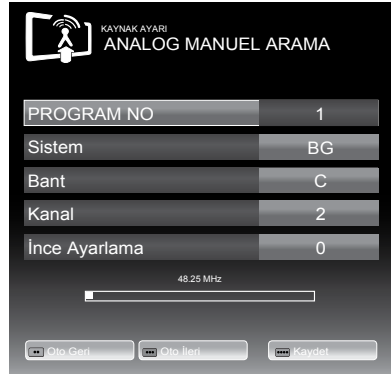 KAYNAK AYARI
ANALOG MANUEL ARAMA
PROGRAM NO 1
Sistem BG
Bant C
Kanal 2
İnce Ayarlama 0
48.25 MHz
Oto Geri Oto İleri Kaydet